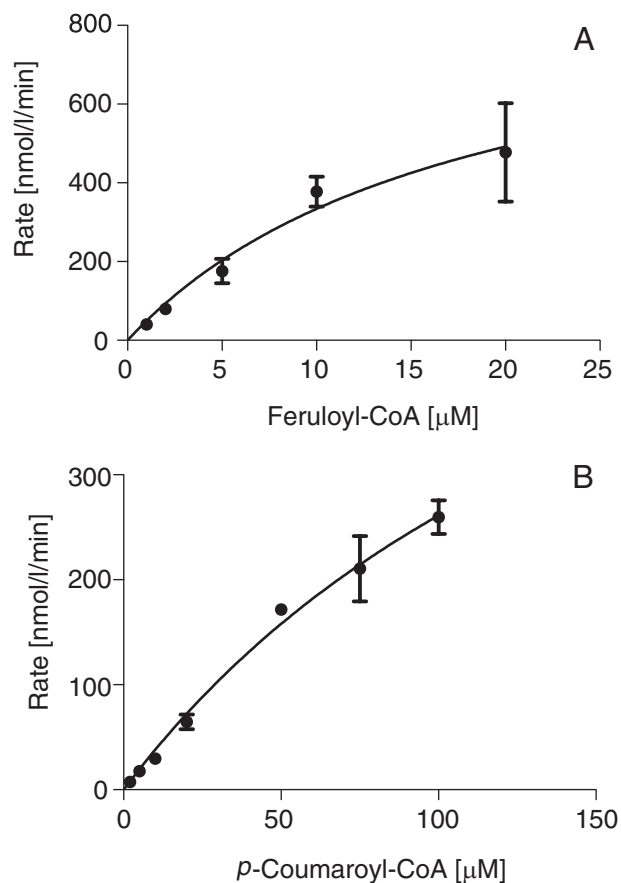 A
800
600
400
200
0
Rate [nmol/l/min]
0 5 10 15 20 25
Feruloyl-CoA [μM]
B
300
200
100
0
Rate [nmol/l/min]
0 50 100 150
p-Coumaroyl-CoA [μM]